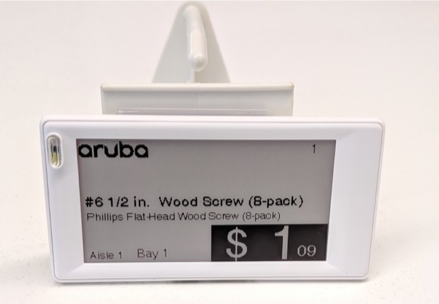 aruba 1
#6 1/2 in. Wood Screw (8-pack)
Phillips Flat-Head Wood Screw (8-pack)
Aisle 1 Bay 1 $ 1 09